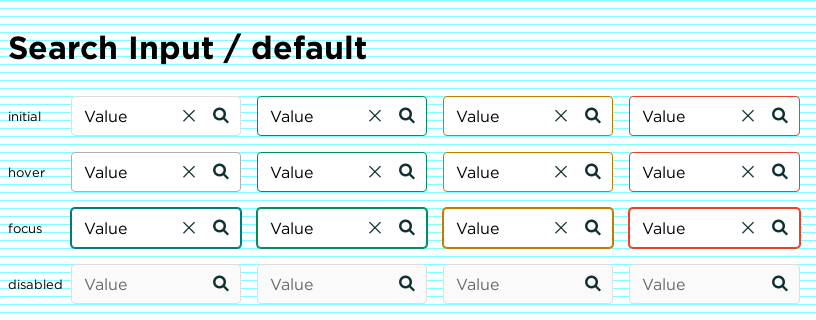 Search Input / default
initial Value Value Value Value
hover Value Value Value Value
focus Value Value Value Value
disabled Value Value Value Value